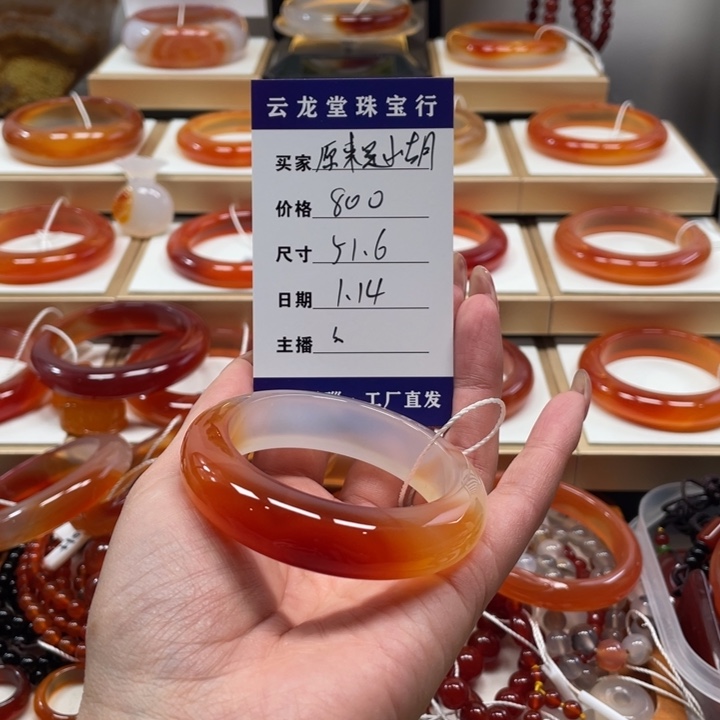 云龙堂珠宝行
买家 原来是小胡
价格 800
尺寸 51.6
日期 1.14
主播
工厂直发